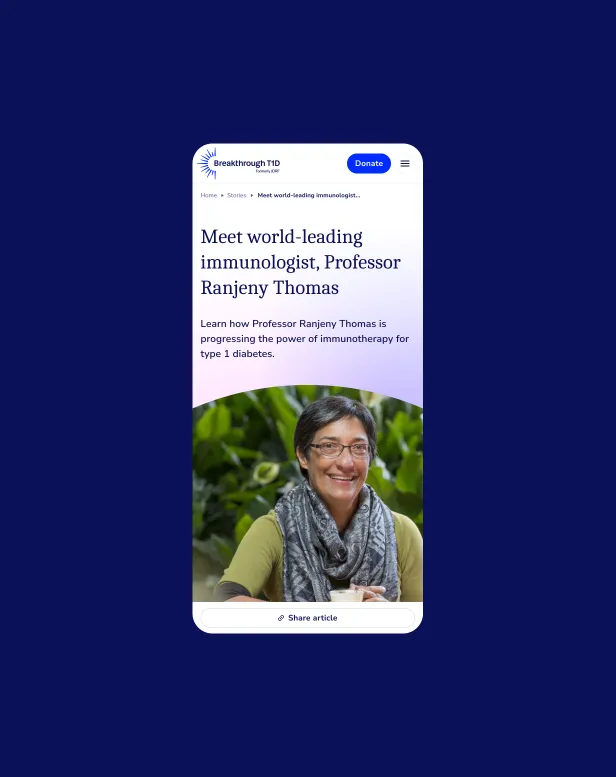 Breakthrough T1D
Formerly JDRF
Donate
Home ▸ Stories ▸ Meet world-leading immunologist...
Meet world-leading
immunologist, Professor
Ranjeny Thomas
Learn how Professor Ranjeny Thomas is
progressing the power of immunotherapy for
type 1 diabetes.
Share article